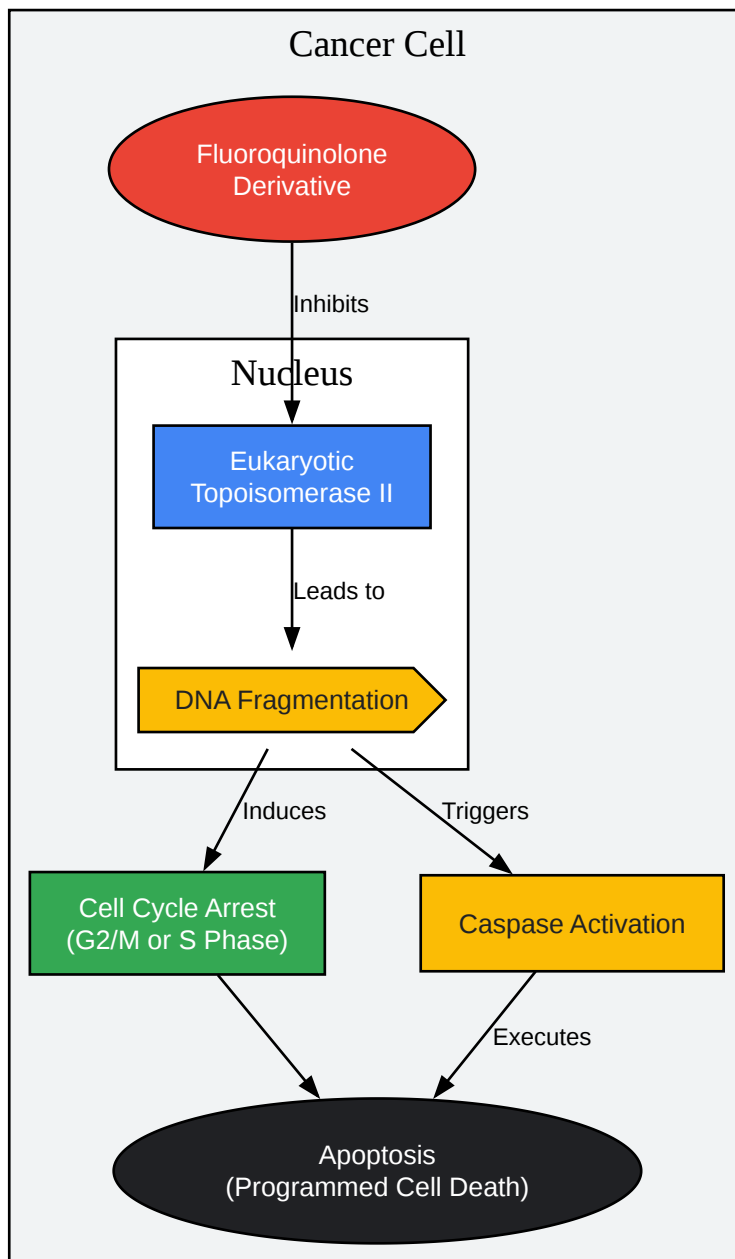 Cancer Cell
Fluoroquinolone
Derivative
Inhibits
Nucleus
Eukaryotic
Topoisomerase II
Leads to
DNA Fragmentation
Induces
Triggers
Cell Cycle Arrest
(G2/M or S Phase)
Caspase Activation
Executes
Apoptosis
(Programmed Cell Death)